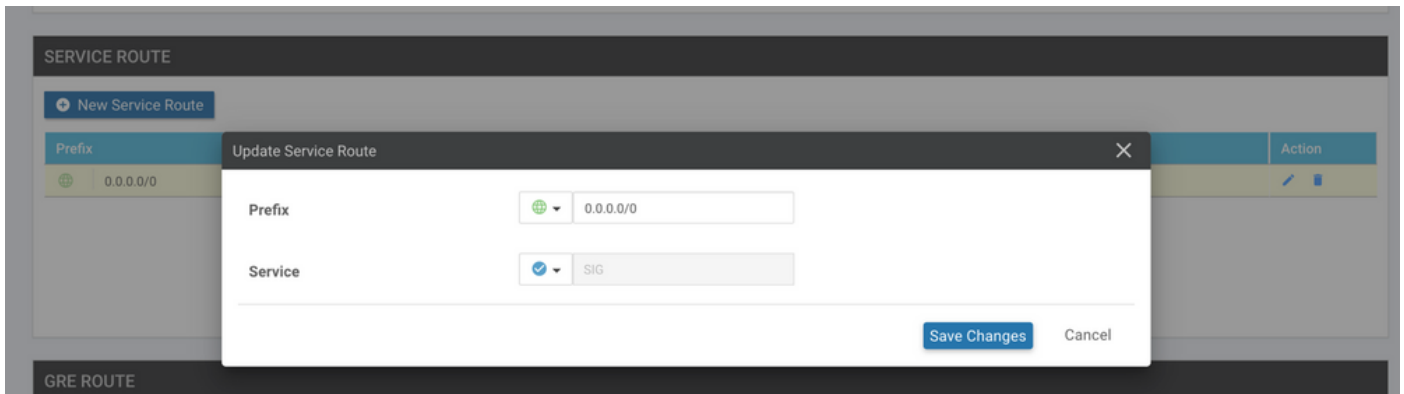 SERVICE ROUTE
New Service Route
Prefix
Action
0.0.0.0/0
Update Service Route
Prefix
0.0.0.0/0
Service
SIG
Save Changes
Cancel
GRE ROUTE